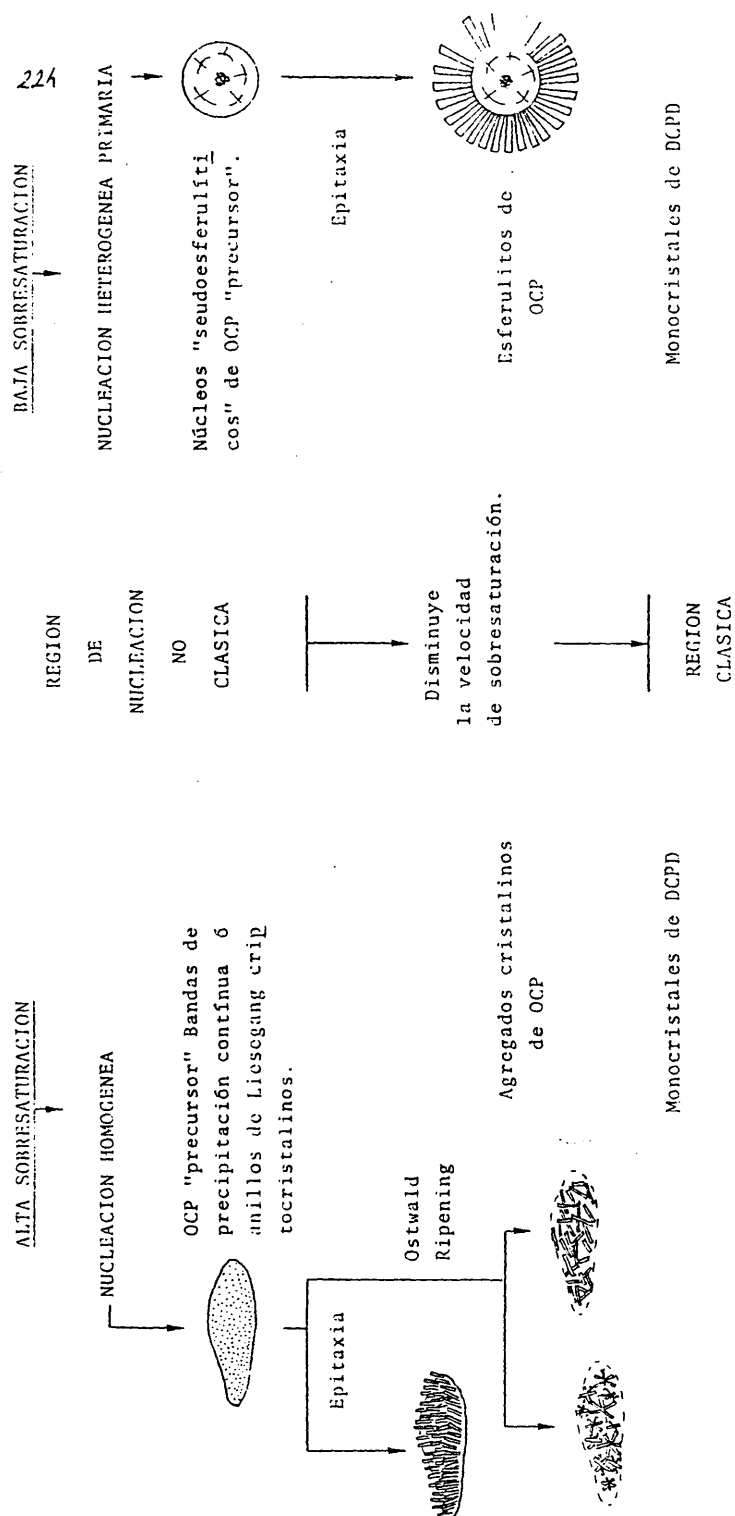 224
ALTA SOBRESATURACION
NUCLEACION HOMOGENEA
OCP "precursor" Bandas de
precipitación contínua ó
anillos de Liesegang crip
tocristalinos.
Epitaxia
Ostwald
Ripening
Agregados cristalinos
de OCP
Monocristales de DCPD
REGION
DE
NUCLEACION
NO
CLASICA
Disminuye
la velocidad
de sobresaturación.
REGION
CLASICA
BAJA SOBRESATURACION
NUCLEACION HETEROGENEA PRIMARIA
Núcleos "seudoesferulíti
cos" de OCP "precursor".
Epitaxia
Esferulitos de
OCP
Monocristales de DCPD